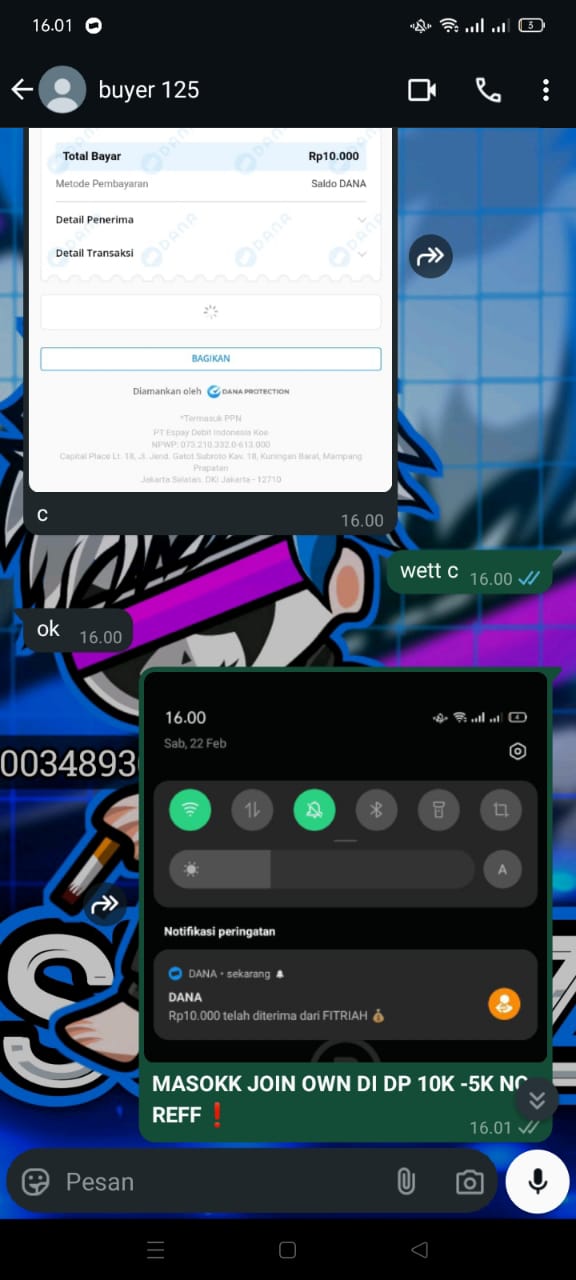 16.01
5
buyer 125
Total Bayar Rp10.000
Metode Pembayaran Saldo DANA
Detail Penerima
Detail Transaksi
BAGIKAN
Diamankan oleh DANA PROTECTION
*Termasuk PPN
PT Espay Debit Indonesia Koe
NPWP: 073.210.332.0-613.000
Capital Place Lt. 18, Jl. Jend. Gatot Subroto Kav. 18, Kuningan Barat, Mampang
Prapatan
Jakarta Selatan. DKI Jakarta - 12710
c
16.00
wett c 16.00
ok 16.00
0034893
16.00
4
Sab, 22 Feb
A
Notifikasi peringatan
DANA • sekarang
DANA
Rp10.000 telah diterima dari FITRIAH 💰
MASOKK JOIN OWN DI DP 10K -5K NO
REFF ❗
16.01
Pesan